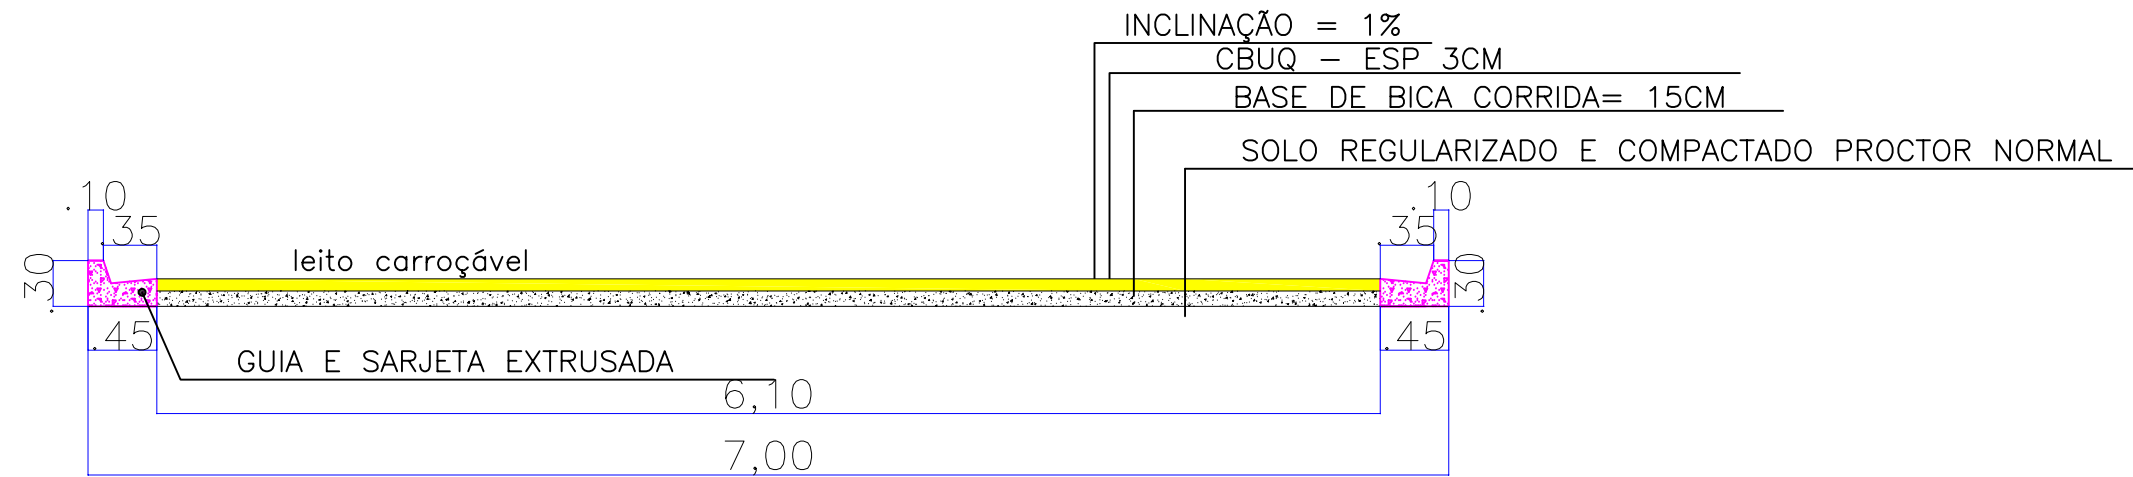 INCLINAÇÃO = 1%
CBUQ – ESP 3CM
BASE DE BICA CORRIDA= 15CM
SOLO REGULARIZADO E COMPACTADO PROCTOR NORMAL
.10
.10
.35
.35
leito carroçável
.30
.30
.45
.45
GUIA E SARJETA EXTRUSADA
6,10
7,00